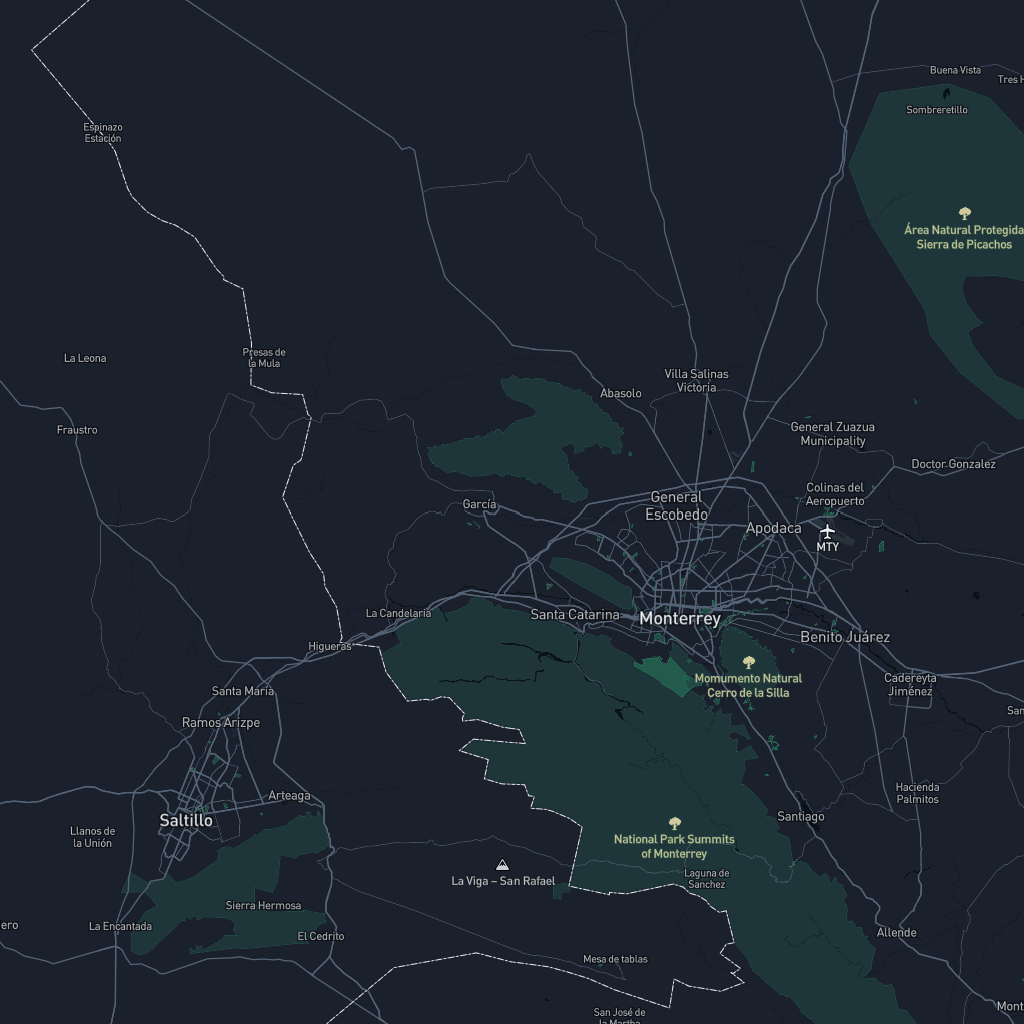 Buena Vista
Tres H
Sombreretillo
Espinazo
Estación
Área Natural Protegida
Sierra de Picachos
La Leona
Presas de
la Mula
Villa Salinas
Victoria
Abasolo
Fraustro
General Zuazua
Municipality
Doctor Gonzalez
Colinas del
Aeropuerto
García
General
Escobedo
Apodaca
MTY
La Candelaria
Santa Catarina
Monterrey
Benito Juárez
Higueras
Momumento Natural
Cerro de la Silla
Cadereyta
Jiménez
Santa María
San
Ramos Arizpe
Arteaga
Hacienda
Palmitos
Saltillo
Santiago
Llanos de
la Unión
National Park Summits
of Monterrey
La Viga – San Rafael
Laguna de
Sanchez
Sierra Hermosa
ero
La Encantada
El Cedrito
Allende
Mesa de tablas
San José de
la Martha
Mont